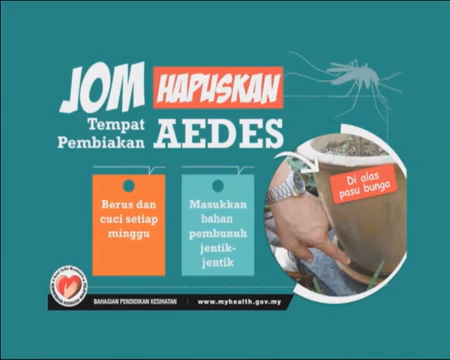 JOM HAPUSKAN
Tempat
Pembiakan
AEDES
Di alas
pasu bunga
Berus dan
cuci setiap
minggu
Masukkan
bahan
pembunuh
jentik-
jentik
BAHAGIAN PENDIDIKAN KESIHATAN | www.myhealth.gov.my